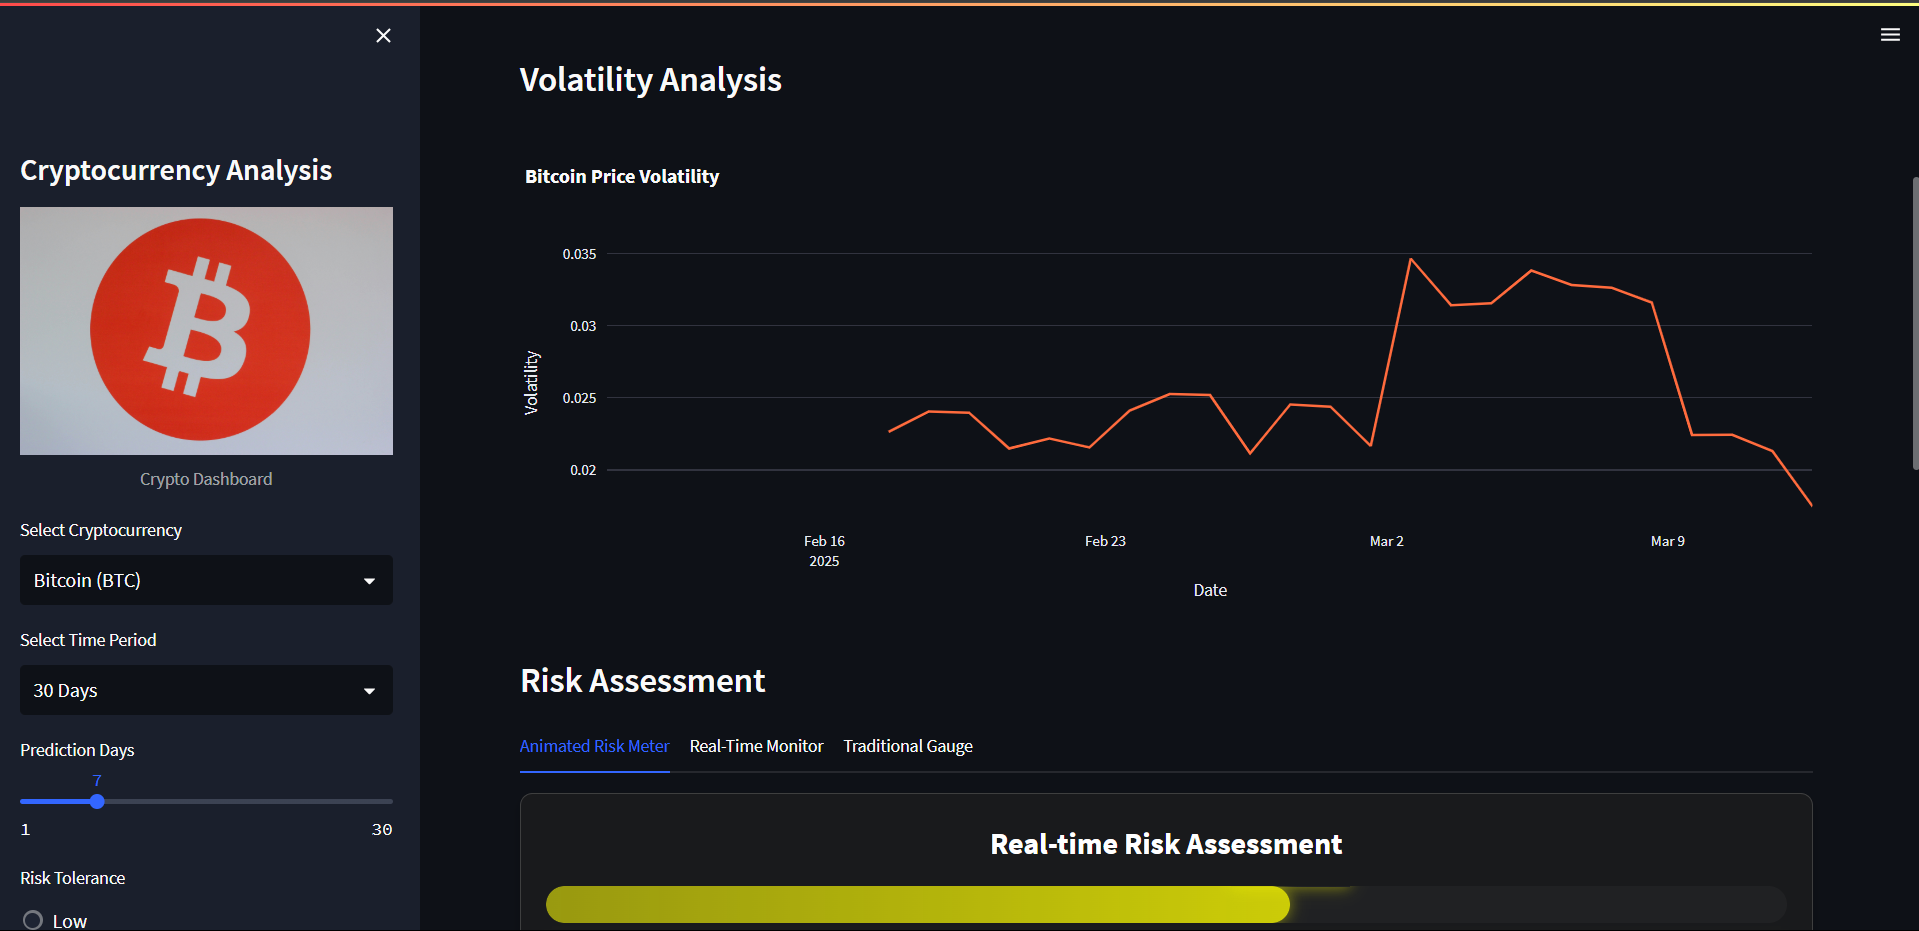 Cryptocurrency Analysis
Crypto Dashboard
Select Cryptocurrency
Bitcoin (BTC)
Select Time Period
30 Days
Prediction Days
7
1 30
Risk Tolerance
Low
Volatility Analysis
Bitcoin Price Volatility
Volatility
0.035
0.03
0.025
0.02
Feb 16 Feb 23 Mar 2 Mar 9
2025
Date
Risk Assessment
Animated Risk Meter Real-Time Monitor Traditional Gauge
Real-time Risk Assessment